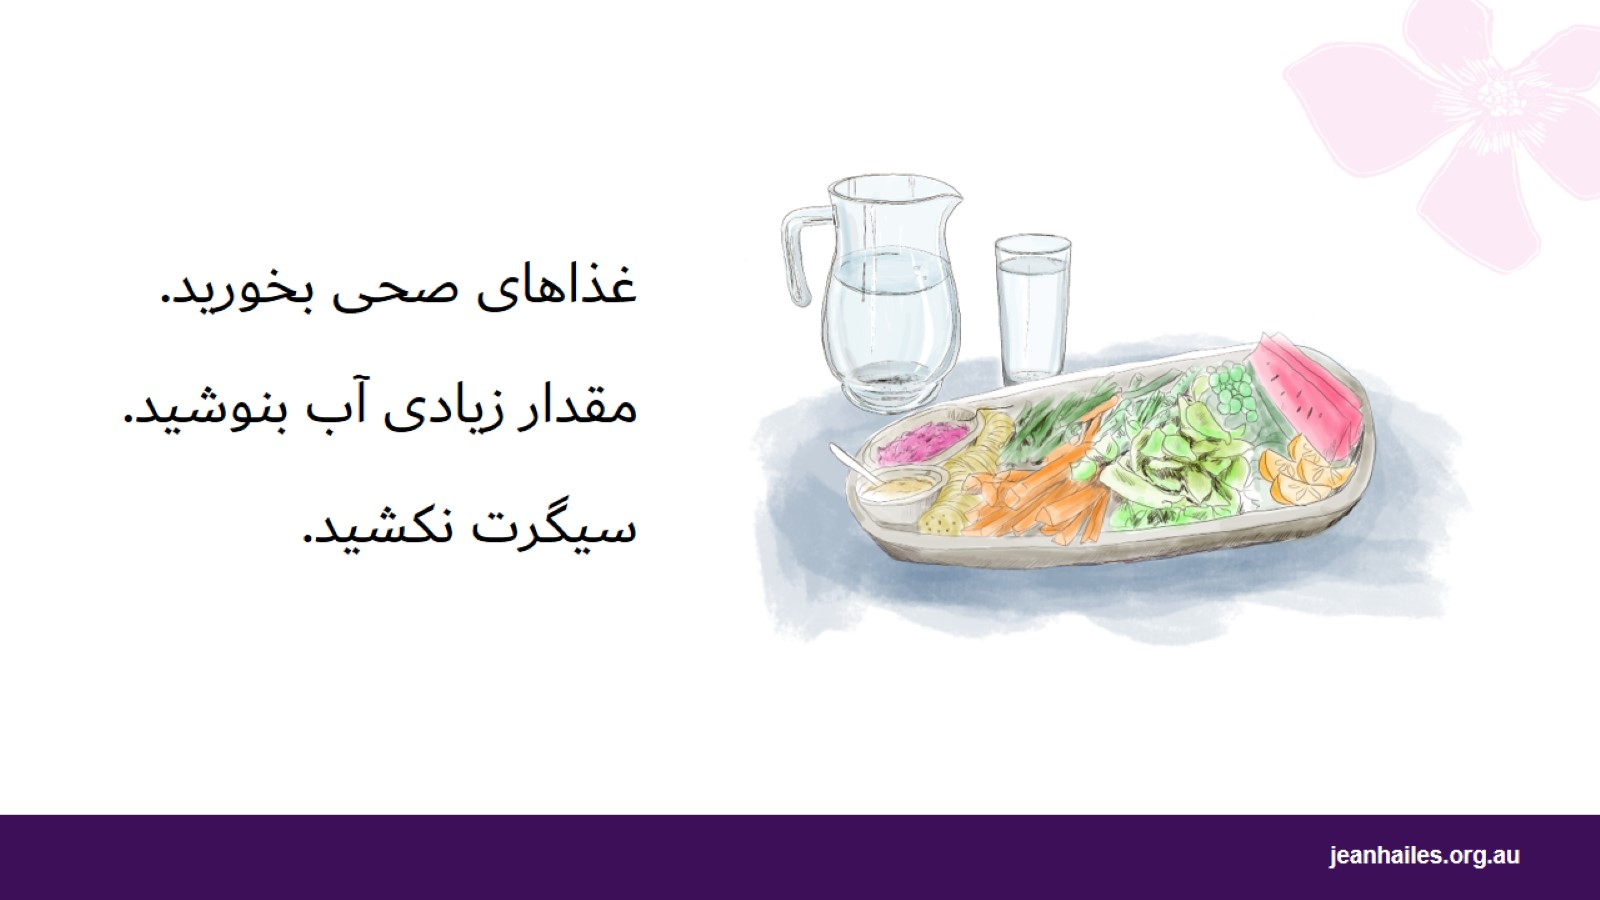 غذاهای صحی بخورید.
مقدار زیادی آب بنوشید.
سیگرت نکشید.
jeanhailes.org.au